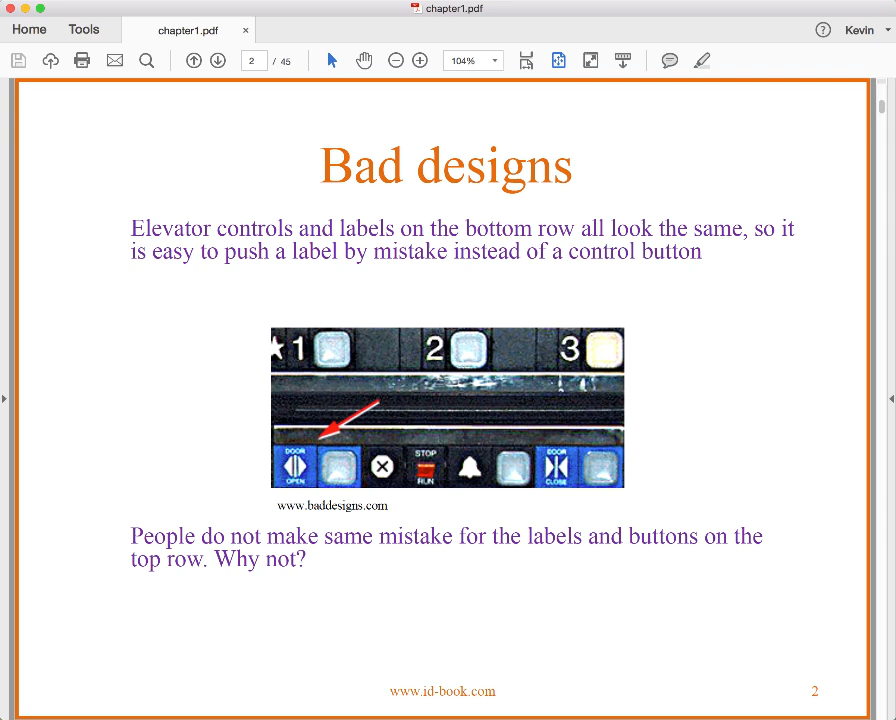 chapter1.pdf
Home Tools chapter1.pdf × ? Kevin
2 / 45 104%
Bad designs
Elevator controls and labels on the bottom row all look the same, so it
is easy to push a label by mistake instead of a control button
★1 2 3
DOOR
OPEN
STOP
RUN
DOOR
CLOSE
www.baddesigns.com
People do not make same mistake for the labels and buttons on the
top row. Why not?
www.id-book.com 2